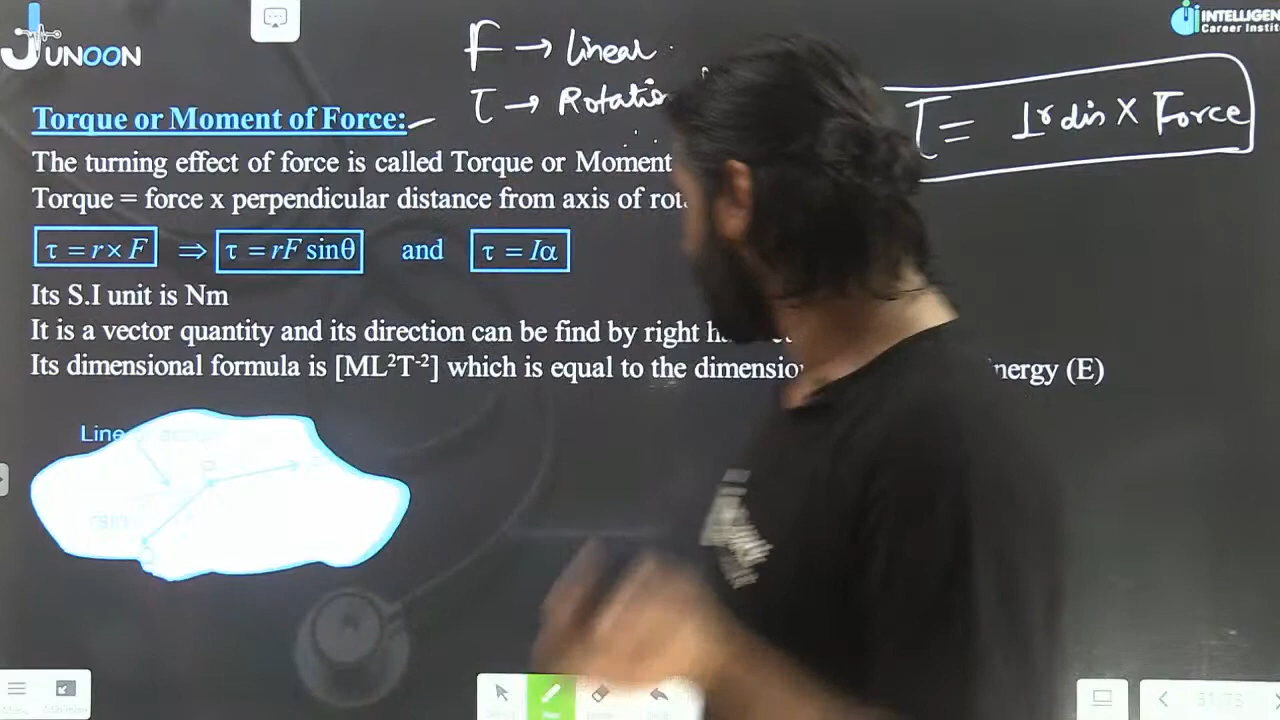 JUNOON
INTELLIGEN
Career Instit
F → Linear
τ → Rotatio
τ = ⊥r dis × Force
Torque or Moment of Force:
The turning effect of force is called Torque or Moment
Torque = force x perpendicular distance from axis of rot
τ = r × F ⇒ τ = rF sinθ and τ = Iα
Its S.I unit is Nm
It is a vector quantity and its direction can be find by right h
Its dimensional formula is [ML²T⁻²] which is equal to the dimensio nergy (E)
Line
rsin